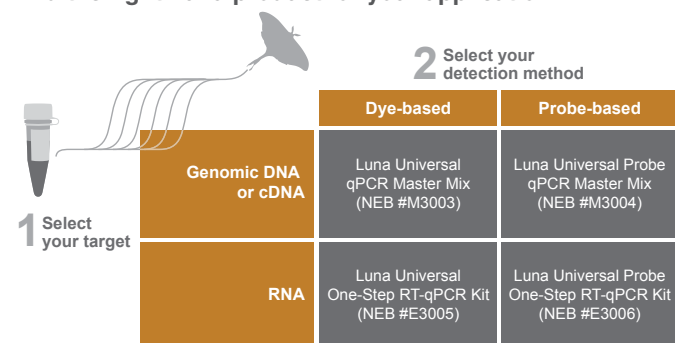 2 Select your
detection method
Dye-based
Probe-based
1 Select
your target
Genomic DNA
or cDNA
Luna Universal
qPCR Master Mix
(NEB #M3003)
Luna Universal Probe
qPCR Master Mix
(NEB #M3004)
RNA
Luna Universal
One-Step RT-qPCR Kit
(NEB #E3005)
Luna Universal Probe
One-Step RT-qPCR Kit
(NEB #E3006)